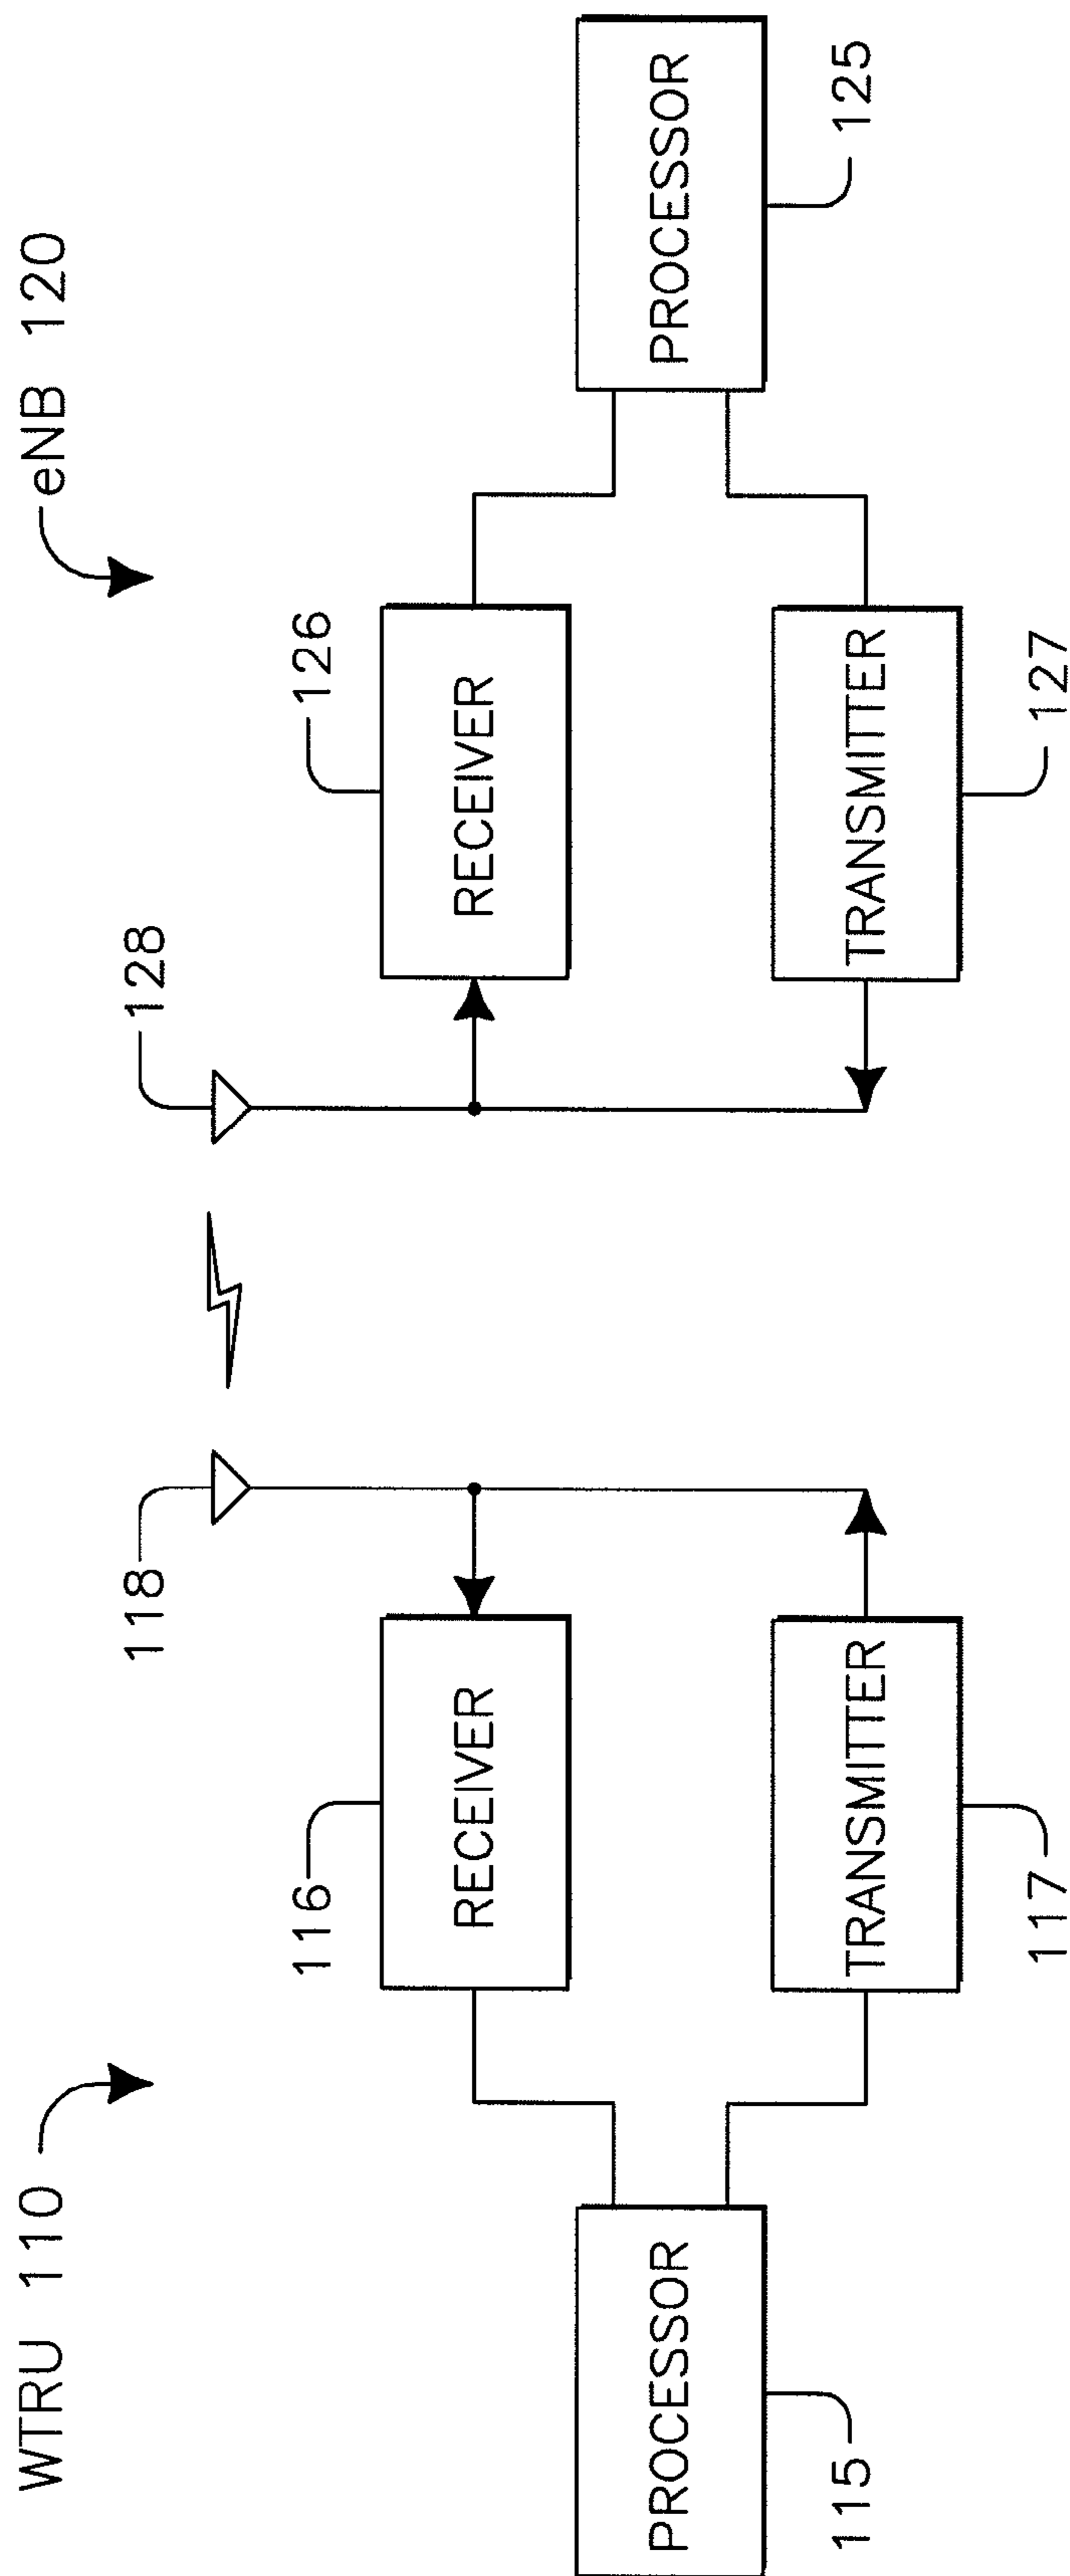 WTRU 110
eNB 120
118
128
116
126
RECEIVER
RECEIVER
PROCESSOR
PROCESSOR
115
125
TRANSMITTER
TRANSMITTER
117
127